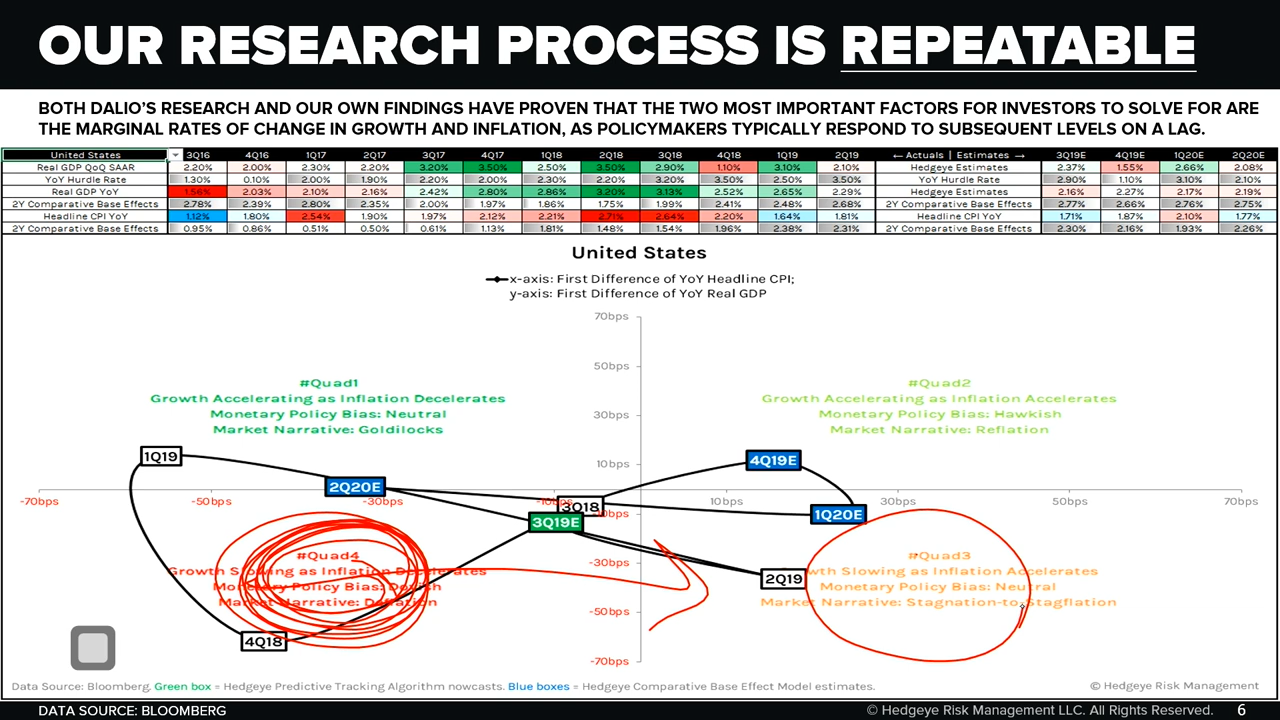 OUR RESEARCH PROCESS IS REPEATABLE
BOTH DALIO'S RESEARCH AND OUR OWN FINDINGS HAVE PROVEN THAT THE TWO MOST IMPORTANT FACTORS FOR INVESTORS TO SOLVE FOR ARE
THE MARGINAL RATES OF CHANGE IN GROWTH AND INFLATION, AS POLICYMAKERS TYPICALLY RESPOND TO SUBSEQUENT LEVELS ON A LAG.
United States 3Q16 4Q16 1Q17 2Q17 3Q17 4Q17 1Q18 2Q18 3Q18 4Q18 1Q19 2Q19 ← Actuals | Estimates → 3Q19E 4Q19E 1Q20E 2Q20E
Real GDP QoQ SAAR 2.20% 2.00% 2.30% 2.20% 3.20% 3.50% 2.50% 3.50% 2.90% 1.10% 3.10% 2.10% Hedgeye Estimates 2.37% 1.55% 2.66% 2.08%
YoY Hurdle Rate 1.30% 0.10% 2.00% 1.90% 2.20% 2.00% 2.30% 2.20% 3.20% 3.50% 2.50% 3.50% YoY Hurdle Rate 2.90% 1.10% 3.10% 2.10%
Real GDP YoY 1.56% 2.03% 2.10% 2.16% 2.42% 2.80% 2.86% 3.20% 3.13% 2.52% 2.65% 2.29% Hedgeye Estimates 2.16% 2.27% 2.17% 2.19%
2Y Comparative Base Effects 2.78% 2.39% 2.80% 2.35% 2.00% 1.97% 1.86% 1.75% 1.99% 2.41% 2.48% 2.68% 2Y Comparative Base Effects 2.77% 2.66% 2.76% 2.75%
Headline CPI YoY 1.12% 1.80% 2.54% 1.90% 1.97% 2.12% 2.21% 2.71% 2.64% 2.20% 1.64% 1.81% Headline CPI YoY 1.71% 1.87% 2.10% 1.77%
2Y Comparative Base Effects 0.95% 0.86% 0.51% 0.50% 0.61% 1.13% 1.81% 1.48% 1.54% 1.96% 2.38% 2.31% 2Y Comparative Base Effects 2.30% 2.16% 1.93% 2.26%
United States
x-axis: First Difference of YoY Headline CPI;
y-axis: First Difference of YoY Real GDP
70bps
50bps
30bps
10bps
-10bps
-30bps
-50bps
-70bps
-70bps -50bps -30bps -10bps 10bps 30bps 50bps 70bps
#Quad1
Growth Accelerating as Inflation Decelerates
Monetary Policy Bias: Neutral
Market Narrative: Goldilocks
#Quad2
Growth Accelerating as Inflation Accelerates
Monetary Policy Bias: Hawkish
Market Narrative: Reflation
1Q19
4Q19E
2Q20E
3Q18
1Q20E
3Q19E
2Q19
4Q18
#Quad4
Growth Slowing as Inflation Decelerates
Monetary Policy Bias: Dovish
Market Narrative: Deflation
#Quad3
Growth Slowing as Inflation Accelerates
Monetary Policy Bias: Neutral
Market Narrative: Stagnation-to-Stagflation
Data Source: Bloomberg. Green box = Hedgeye Predictive Tracking Algorithm nowcasts. Blue boxes = Hedgeye Comparative Base Effect Model estimates.
© Hedgeye Risk Management
DATA SOURCE: BLOOMBERG
© Hedgeye Risk Management LLC. All Rights Reserved. 6